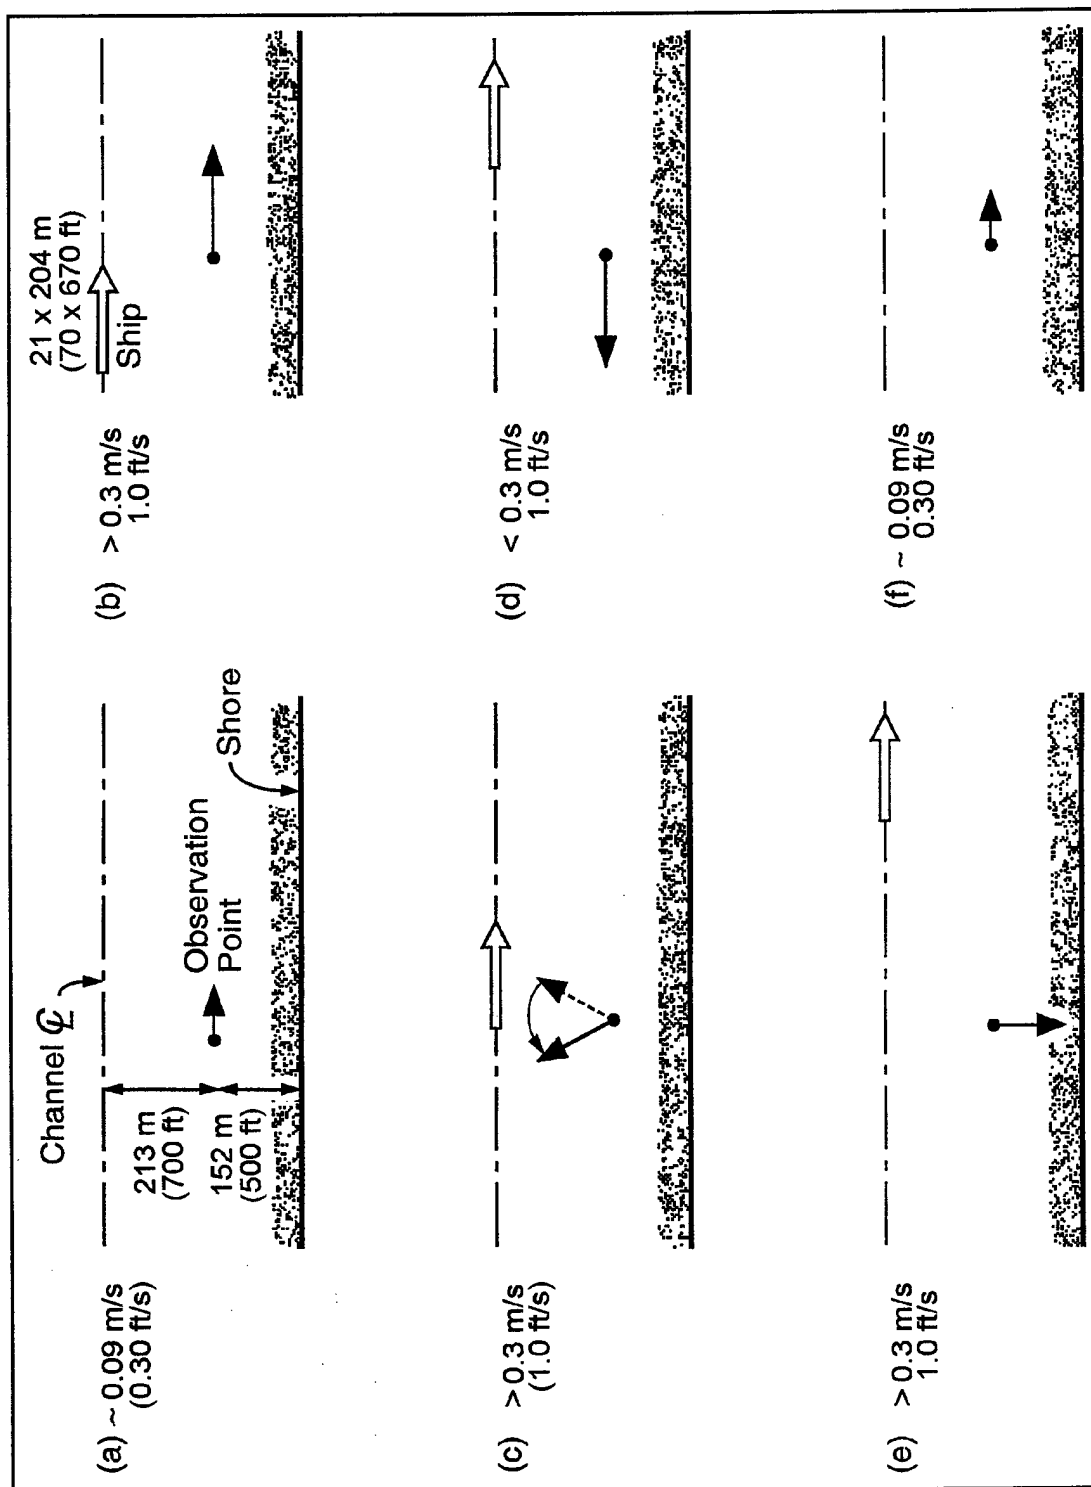 (a) ~ 0.09 m/s
(0.30 ft/s)
Channel ℄
213 m
(700 ft)
152 m
(500 ft)
Observation
Point
Shore
(b) > 0.3 m/s
1.0 ft/s
21 x 204 m
(70 x 670 ft)
Ship
(c) >0.3 m/s
(1.0 ft/s)
(d) < 0.3 m/s
1.0 ft/s
(e) > 0.3 m/s
1.0 ft/s
(f) ~ 0.09 m/s
0.30 ft/s